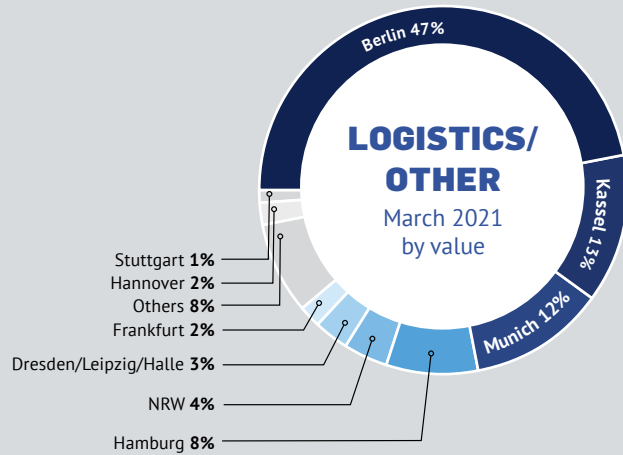 Berlin 47%
LOGISTICS/
OTHER
March 2021
by value
Kassel 13%
Munich 12%
Stuttgart 1%
Hannover 2%
Others 8%
Frankfurt 2%
Dresden/Leipzig/Halle 3%
NRW 4%
Hamburg 8%